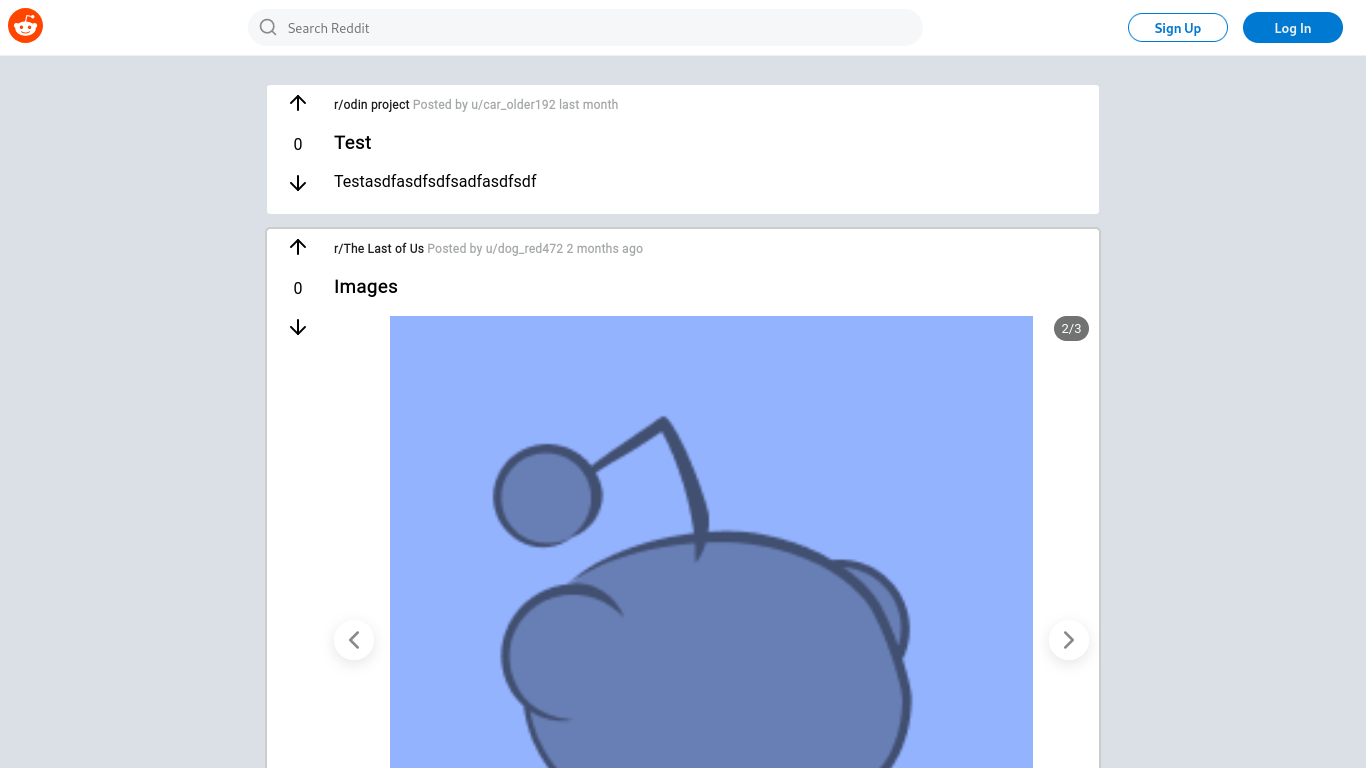 Search Reddit
Sign Up
Log In
r/odin project Posted by u/car_older192 last month
0
Test
Testasdfasdfsdfsadfasdfsdf
r/The Last of Us Posted by u/dog_red472 2 months ago
0
Images
2/3